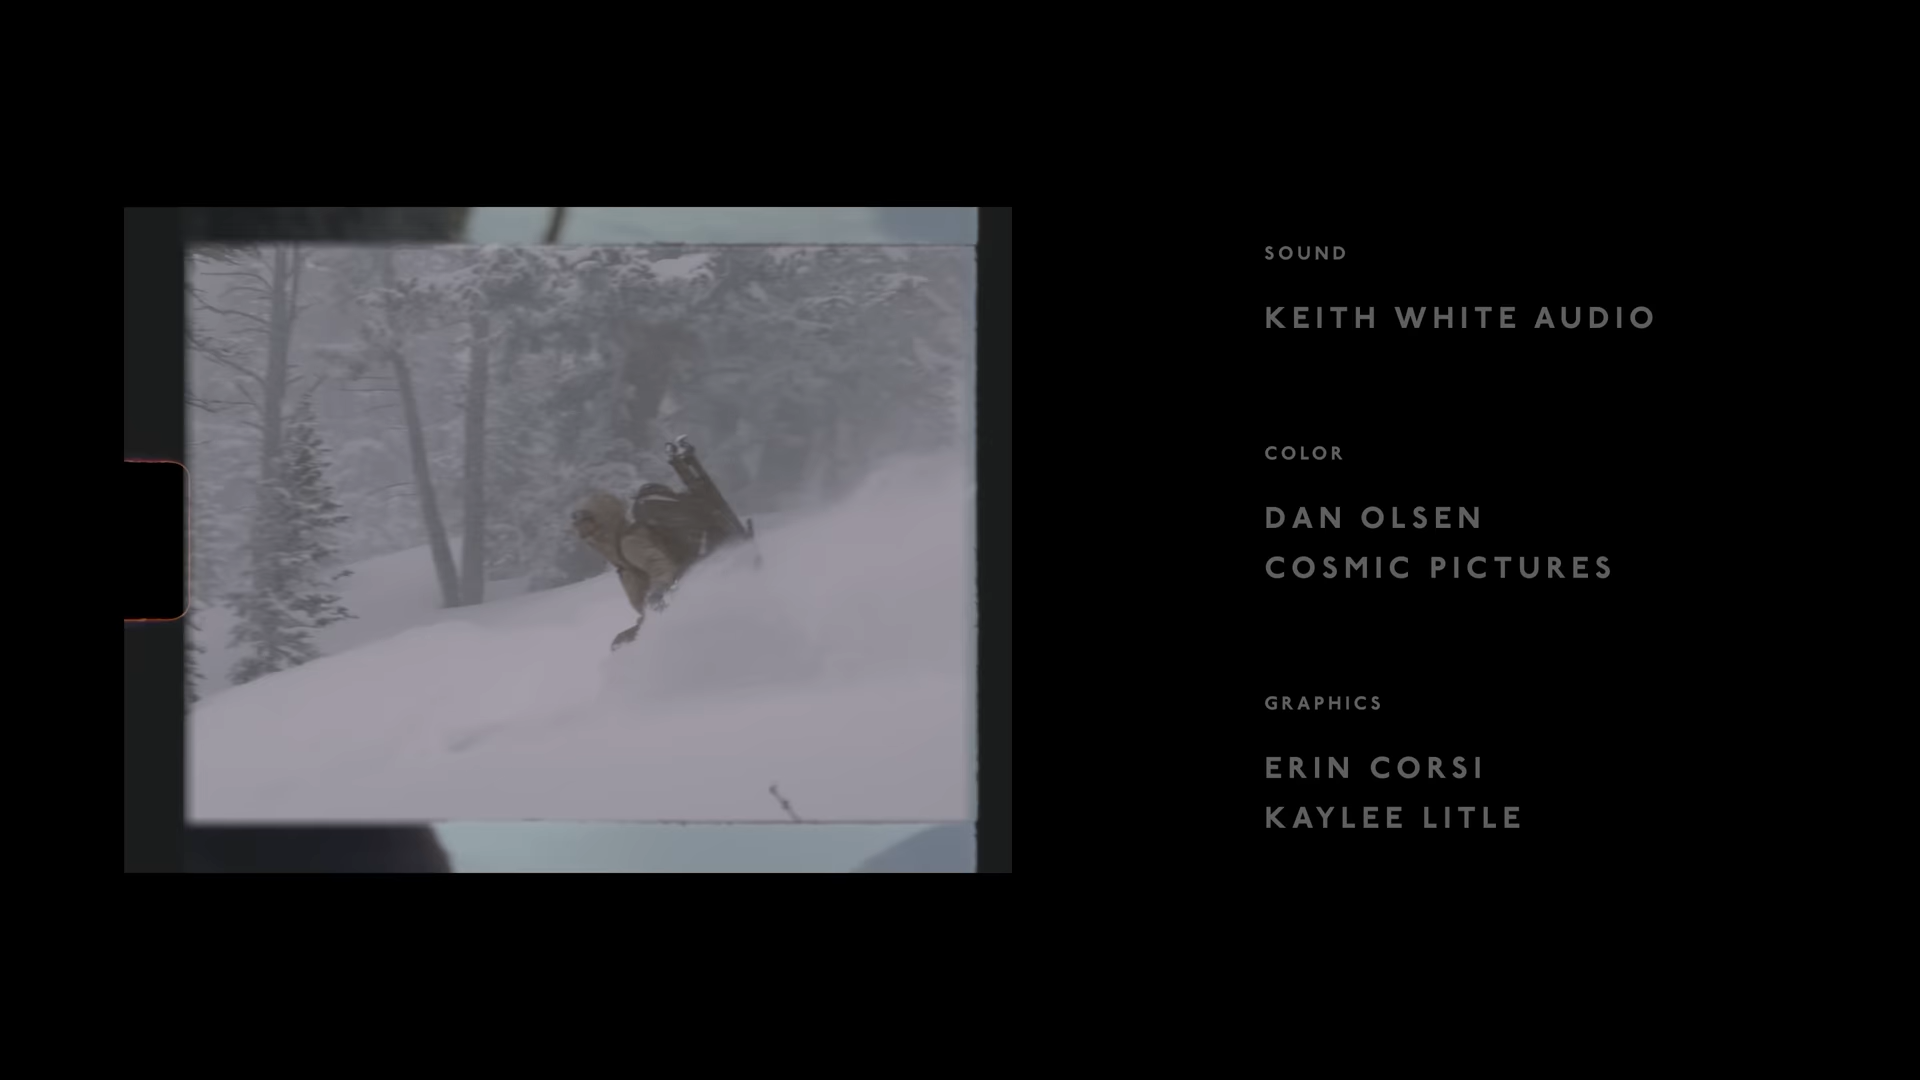 SOUND
KEITH WHITE AUDIO
COLOR
DAN OLSEN
COSMIC PICTURES
GRAPHICS
ERIN CORSI
KAYLEE LITLE